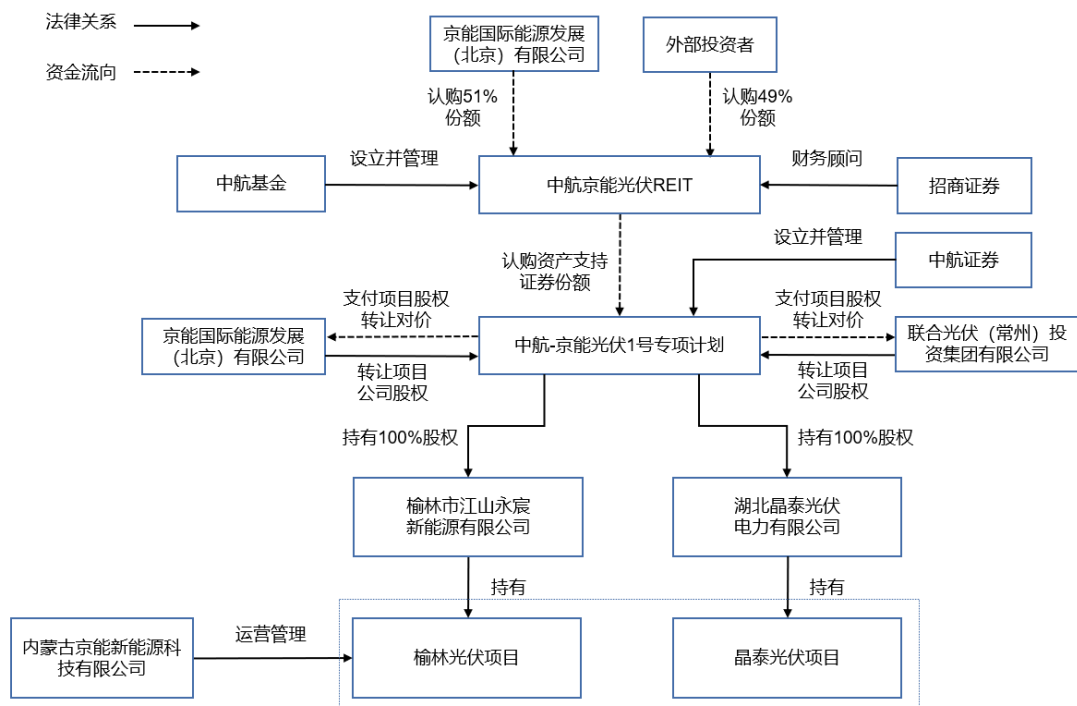 法律关系
资金流向
京能国际能源发展
（北京）有限公司
外部投资者
认购51%
份额
认购49%
份额
中航基金
设立并管理
中航京能光伏REIT
财务顾问
招商证券
认购资产支持
证券份额
设立并管理
中航证券
京能国际能源发展
（北京）有限公司
支付项目股权
转让对价
转让项目
公司股权
中航-京能光伏1号专项计划
支付项目股权
转让对价
转让项目
公司股权
联合光伏（常州）投
资集团有限公司
持有100%股权
持有100%股权
榆林市江山永宸
新能源有限公司
湖北晶泰光伏
电力有限公司
持有
持有
内蒙古京能新能源科
技有限公司
运营管理
榆林光伏项目
晶泰光伏项目